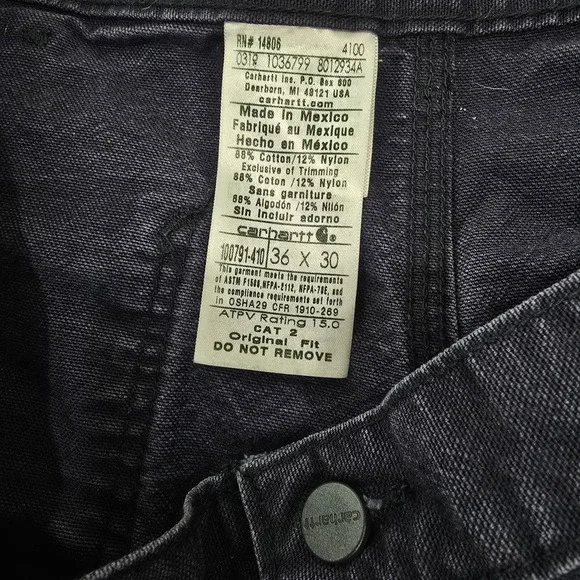 RN# 14806 4100
031R 1036799 8012934A
Carhartt Inc. P.O. Box 600
Dearborn, MI 48121 USA
carhartt.com
Made in Mexico
Fabriqué au Mexique
Hecho en México
88% Cotton/12% Nylon
Exclusive of Trimming
88% Coton /12% Nylon
Sans garniture
88% Algodón /12% Nilón
Sin incluir adorno
carhartt
100791-410 36 X 30
This garment meets the requirements
of ASTM F1506, NFPA-2112, NFPA-70E, and
the compliance requirements set forth
in OSHA29 CFR 1910-269
ATPV Rating 15.0
CAT 2
Original Fit
DO NOT REMOVE
carhartt